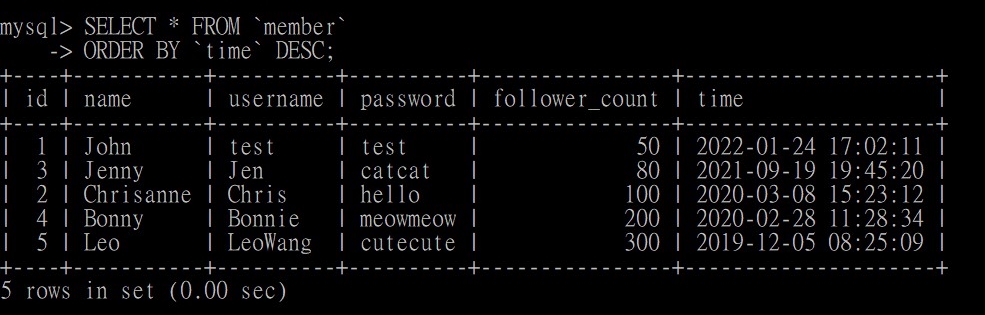 mysql> SELECT * FROM `member`
    -> ORDER BY `time` DESC;
+----+-----------+----------+----------+----------------+---------------------+
| id | name      | username | password | follower_count | time                |
+----+-----------+----------+----------+----------------+---------------------+
|  1 | John      | test     | test     |             50 | 2022-01-24 17:02:11 |
|  3 | Jenny     | Jen      | catcat   |             80 | 2021-09-19 19:45:20 |
|  2 | Chrisanne | Chris    | hello    |            100 | 2020-03-08 15:23:12 |
|  4 | Bonny     | Bonnie   | meowmeow |            200 | 2020-02-28 11:28:34 |
|  5 | Leo       | LeoWang  | cutecute |            300 | 2019-12-05 08:25:09 |
+----+-----------+----------+----------+----------------+---------------------+
5 rows in set (0.00 sec)